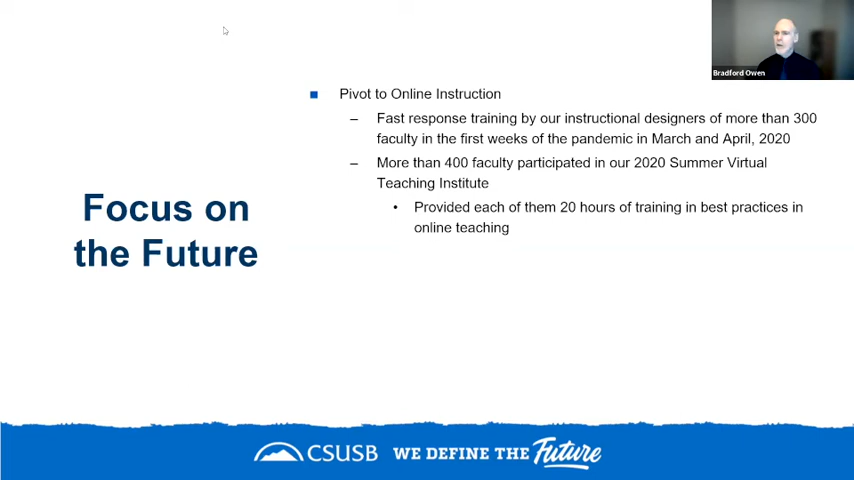 Bradford Owen
■ Pivot to Online Instruction
– Fast response training by our instructional designers of more than 300
faculty in the first weeks of the pandemic in March and April, 2020
– More than 400 faculty participated in our 2020 Summer Virtual
Teaching Institute
• Provided each of them 20 hours of training in best practices in
online teaching
Focus on
the Future
CSUSB WE DEFINE THE Future